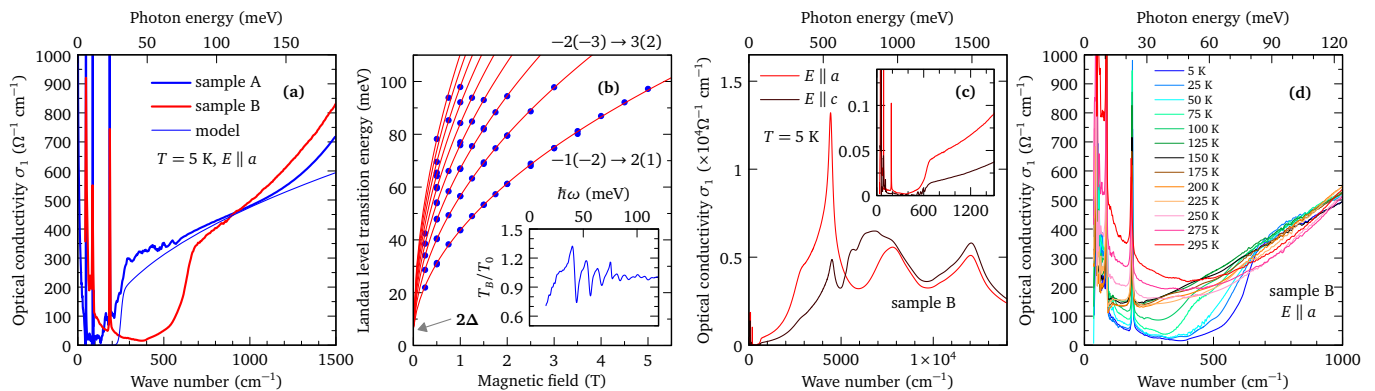 Photon energy (meV)
0 50 100 150
1000
900
800
700
600
500
400
300
200
100
0
Optical conductivity σ₁ (Ω⁻¹ cm⁻¹)
sample A
sample B
model
T = 5 K, E ∥ a
(a)
0 500 1000 1500
Wave number (cm⁻¹)
−2(−3) → 3(2)
100
80
60
40
20
0
Landau level transition energy (meV)
(b)
−1(−2) → 2(1)
ħω (meV)
0 50 100
1.5
1.2
0.9
0.6
T_B/T_0
2Δ
0 1 2 3 4 5
Magnetic field (T)
Photon energy (meV)
0 500 1000 1500
1.5
1
0.5
0
Optical conductivity σ₁ (×10⁴Ω⁻¹ cm⁻¹)
E ∥ a
E ∥ c
T = 5 K
(c)
0.1
0.05
0
0 600 1200
sample B
0 5000 1×10⁴
Wave number (cm⁻¹)
Photon energy (meV)
0 30 60 90 120
1000
900
800
700
600
500
400
300
200
100
0
Optical conductivity σ₁ (Ω⁻¹ cm⁻¹)
5 K
25 K
50 K
75 K
100 K
125 K
150 K
175 K
200 K
225 K
250 K
275 K
295 K
(d)
sample B
E ∥ a
0 500 1000
Wave number (cm⁻¹)